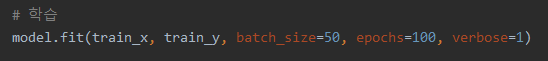 # 학습
model.fit(train_x, train_y, batch_size=50, epochs=100, verbose=1)